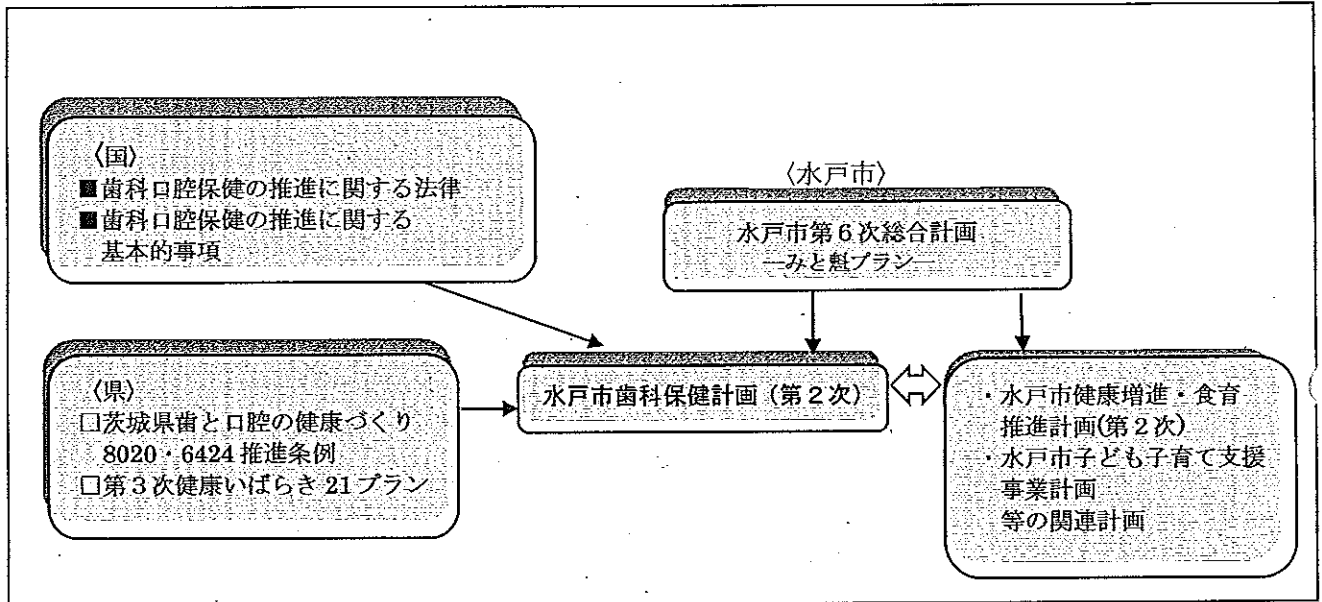 〈国〉
■歯科口腔保健の推進に関する法律
■歯科口腔保健の推進に関する
基本的事項
〈水戸市〉
水戸市第6次総合計画
―みと魁プラン―
〈県〉
□茨城県歯と口腔の健康づくり
8020・6424推進条例
□第3次健康いばらき21プラン
水戸市歯科保健計画（第2次）
・水戸市健康増進・食育
推進計画(第2次)
・水戸市子ども子育て支援
事業計画
等の関連計画